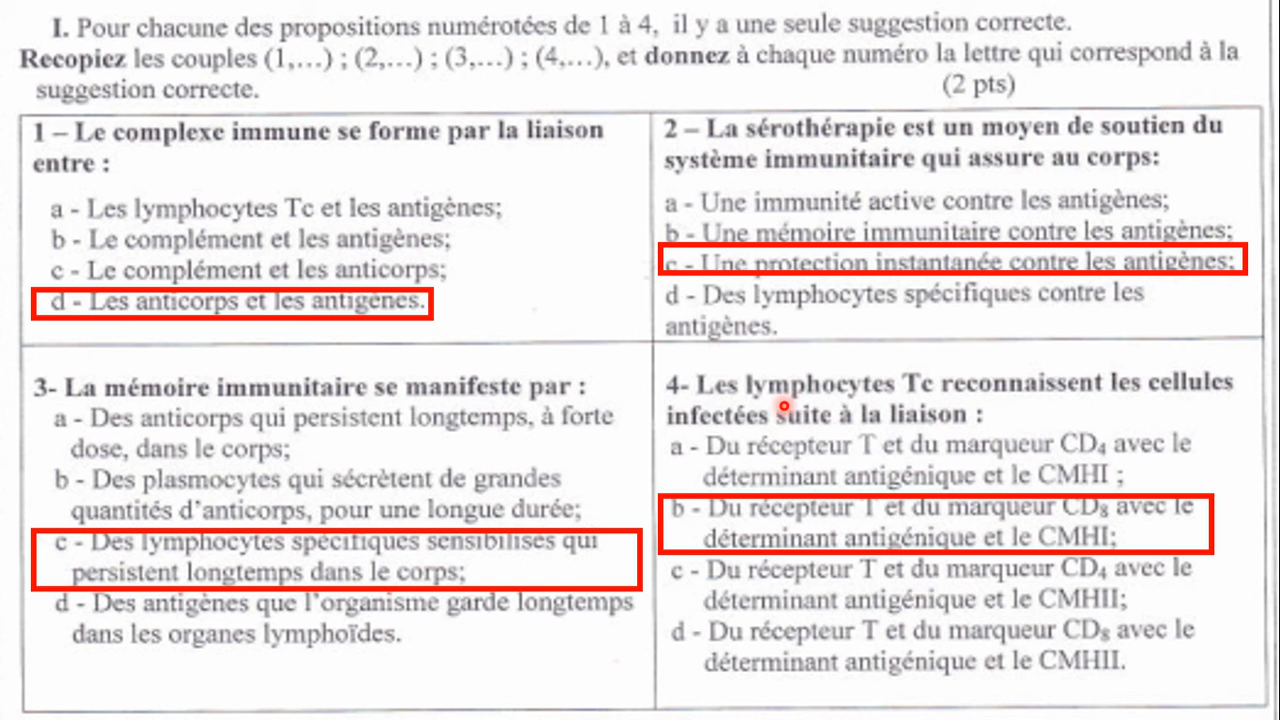 I. Pour chacune des propositions numérotées de 1 à 4, il y a une seule suggestion correcte.
Recopiez les couples (1,…) ; (2,…) ; (3,…) ; (4,…), et donnez à chaque numéro la lettre qui correspond à la
suggestion correcte. (2 pts)
1 – Le complexe immune se forme par la liaison
entre :
a - Les lymphocytes Tc et les antigènes;
b - Le complément et les antigènes;
c - Le complément et les anticorps;
d - Les anticorps et les antigènes.
2 – La sérothérapie est un moyen de soutien du
système immunitaire qui assure au corps:
a - Une immunité active contre les antigènes;
b - Une mémoire immunitaire contre les antigènes;
c - Une protection instantanée contre les antigènes;
d - Des lymphocytes spécifiques contre les
antigènes.
3- La mémoire immunitaire se manifeste par :
a - Des anticorps qui persistent longtemps, à forte
dose, dans le corps;
b - Des plasmocytes qui sécrètent de grandes
quantités d'anticorps, pour une longue durée;
c - Des lymphocytes spécifiques sensibilisés qui
persistent longtemps dans le corps;
d - Des antigènes que l'organisme garde longtemps
dans les organes lymphoïdes.
4- Les lymphocytes Tc reconnaissent les cellules
infectées suite à la liaison :
a - Du récepteur T et du marqueur CD₄ avec le
déterminant antigénique et le CMHI ;
b - Du récepteur T et du marqueur CD₈ avec le
déterminant antigénique et le CMHI;
c - Du récepteur T et du marqueur CD₄ avec le
déterminant antigénique et le CMHII;
d - Du récepteur T et du marqueur CD₈ avec le
déterminant antigénique et le CMHII.